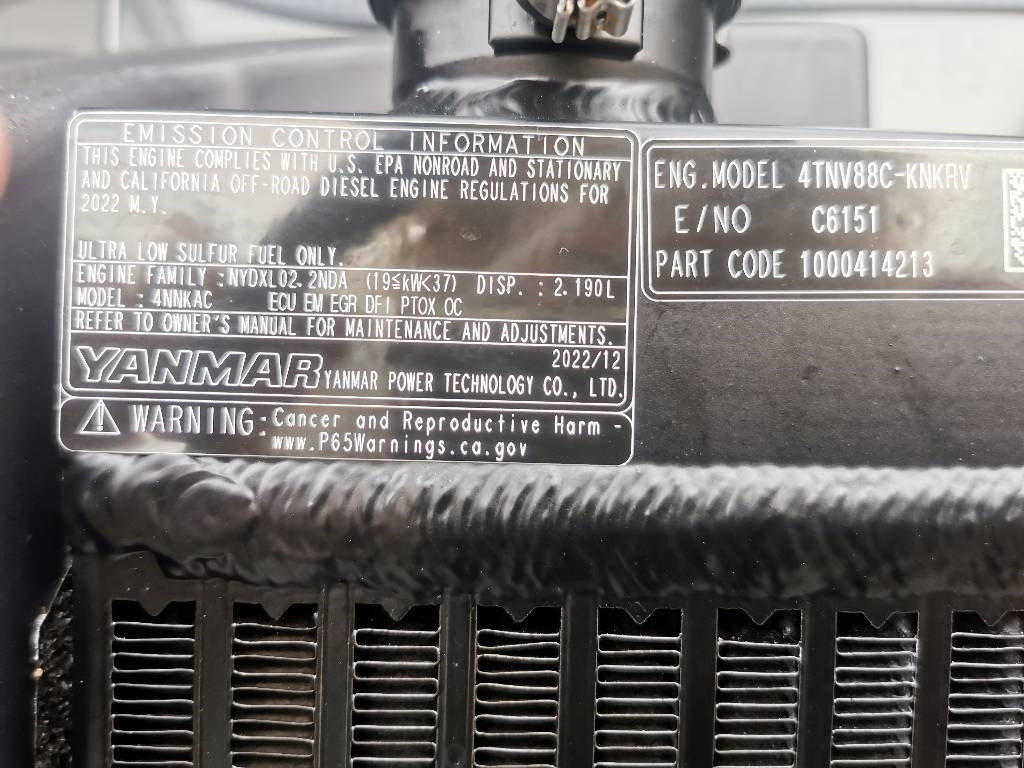 EMISSION CONTROL INFORMATION
THIS ENGINE COMPLIES WITH U.S. EPA NONROAD AND STATIONARY
AND CALIFORNIA OFF-ROAD DIESEL ENGINE REGULATIONS FOR
2022 M.Y.
ULTRA LOW SULFUR FUEL ONLY.
ENGINE FAMILY : NYDXL02.2NDA (19≦kW<37) DISP. : 2.190L
MODEL : 4NNKAC ECU EM EGR DFI PTOX OC
REFER TO OWNER'S MANUAL FOR MAINTENANCE AND ADJUSTMENTS.
2022/12
YANMAR YANMAR POWER TECHNOLOGY CO., LTD.
⚠ WARNING: Cancer and Reproductive Harm -
www.P65Warnings.ca.gov
ENG.MODEL 4TNV88C-KNKRV
E/NO C6151
PART CODE 1000414213